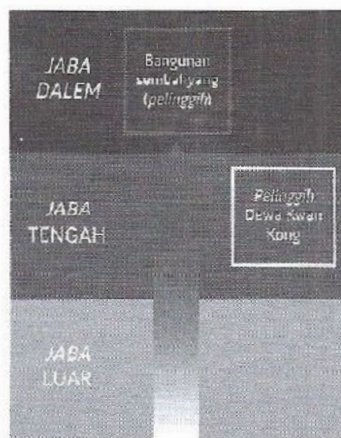 JABA
DALEM
Bangunan
sembahyang
(pelinggih)
JABA
TENGAH
Pelinggih
Dewa Kwan
Kong
JABA
LUAR